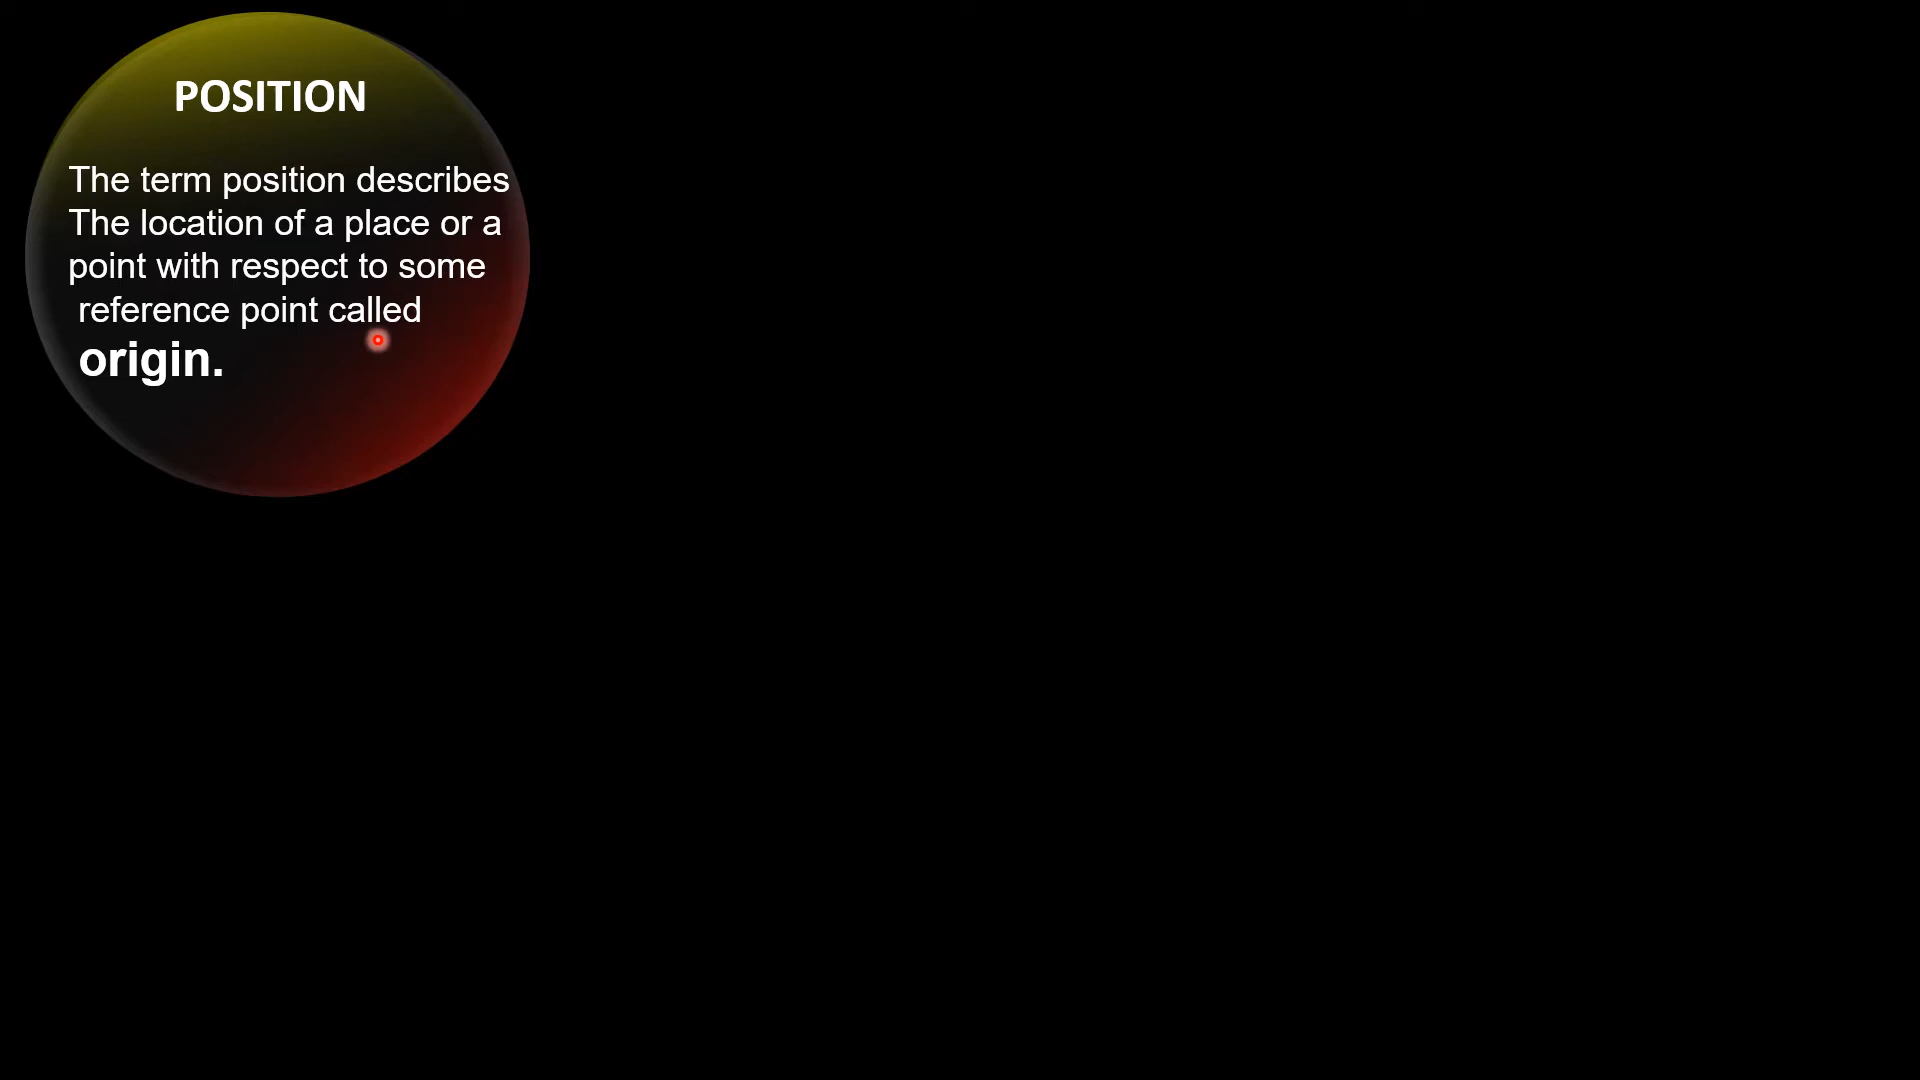 POSITION
The term position describes
The location of a place or a
point with respect to some
reference point called
origin.